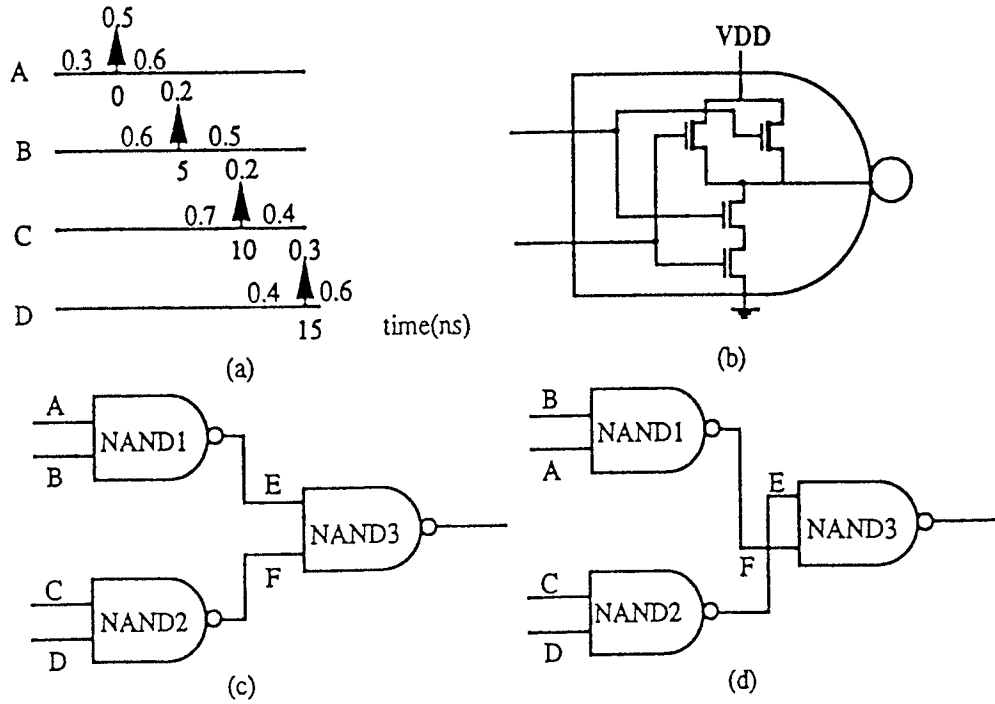 0.5
0.3 0.6
A
0 0.2
0.6 0.5
B
5 0.2
0.7 0.4
C
10 0.3
0.4 0.6
D
15 time(ns)
(a)
VDD
(b)
A
NAND1
B
E
NAND3
F
C
NAND2
D
(c)
B
NAND1
A
E
NAND3
F
C
NAND2
D
(d)